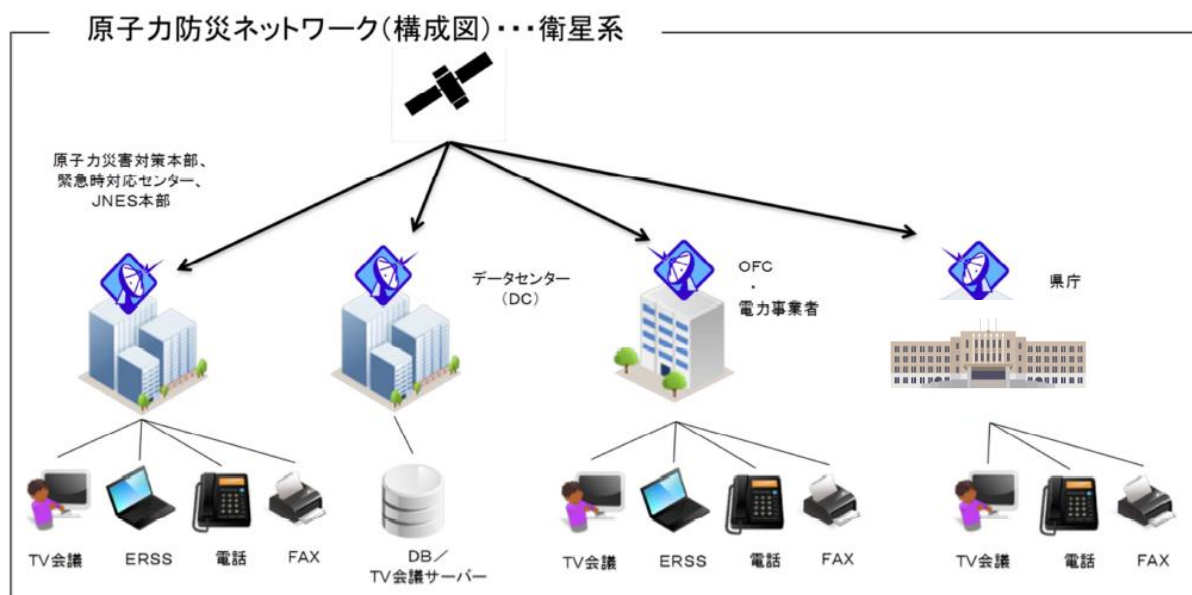 原子力防災ネットワーク(構成図)・・・衛星系
原子力災害対策本部、
緊急時対応センター、
JNES本部
データセンター
(DC)
OFC
・
電力事業者
県庁
TV会議
ERSS
電話
FAX
DB/
TV会議サーバー
TV会議
ERSS
電話
FAX
TV会議
電話
FAX